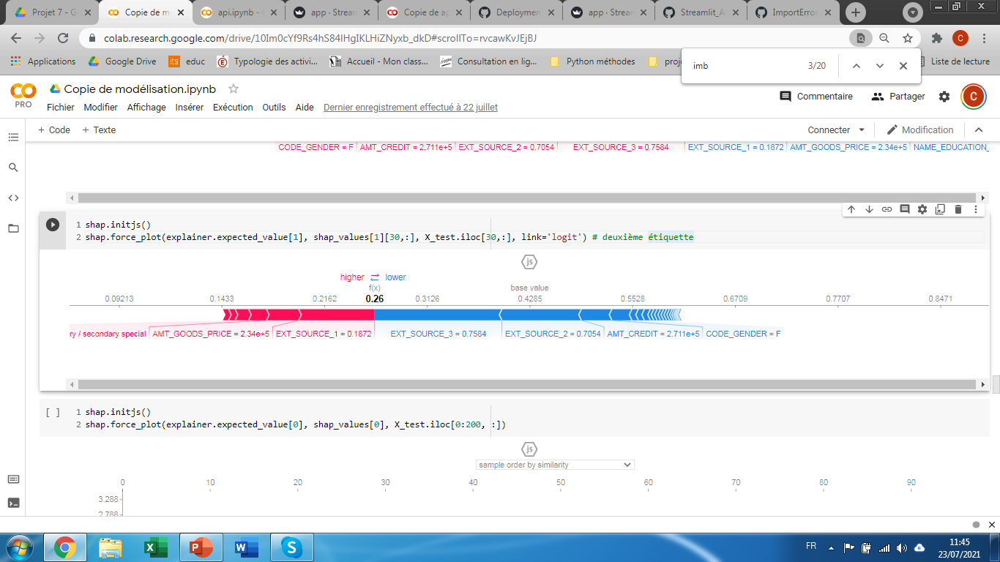 Projet 7 - G
Copie de mo
api.ipynb - C
app · Stream
Copie de ap
Deploymen
app · Stream
Streamlit_A
ImportError
colab.research.google.com/drive/10Im0cYf9Rs4hS84lHgIKLHiZNyxb_dkD#scrollTo=rvcawKvJEjBJ
C
Applications
Google Drive
its educ
Typologie des activi...
Accueil - Mon class...
Consultation en lig...
Python méthodes
proj
Liste de lecture
imb 3/20
PRO
Copie de modélisation.ipynb
Commentaire
Partager
C
Fichier Modifier Affichage Insérer Exécution Outils Aide Dernier enregistrement effectué à 22 juillet
+ Code + Texte
Connecter
Modification
CODE_GENDER = F AMT_CREDIT = 2.711e+5 EXT_SOURCE_2 = 0.7054 EXT_SOURCE_3 = 0.7584 EXT_SOURCE_1 = 0.1872 AMT_GOODS_PRICE = 2.34e+5 NAME_EDUCATION_
1 shap.initjs()
2 shap.force_plot(explainer.expected_value[1], shap_values[1][30,:], X_test.iloc[30,:], link='logit') # deuxième étiquette
js
higher lower
f(x) base value
0.09213 0.1433 0.2162 0.26 0.3126 0.4285 0.5528 0.6709 0.7707 0.8471
ry / secondary special AMT_GOODS_PRICE = 2.34e+5 EXT_SOURCE_1 = 0.1872 EXT_SOURCE_3 = 0.7584 EXT_SOURCE_2 = 0.7054 AMT_CREDIT = 2.711e+5 CODE_GENDER = F
[ ] 1 shap.initjs()
2 shap.force_plot(explainer.expected_value[0], shap_values[0], X_test.iloc[0:200, :])
js
sample order by similarity
0 10 20 30 40 50 60 70 80 90
3.288
2.788
FR
11:45
23/07/2021